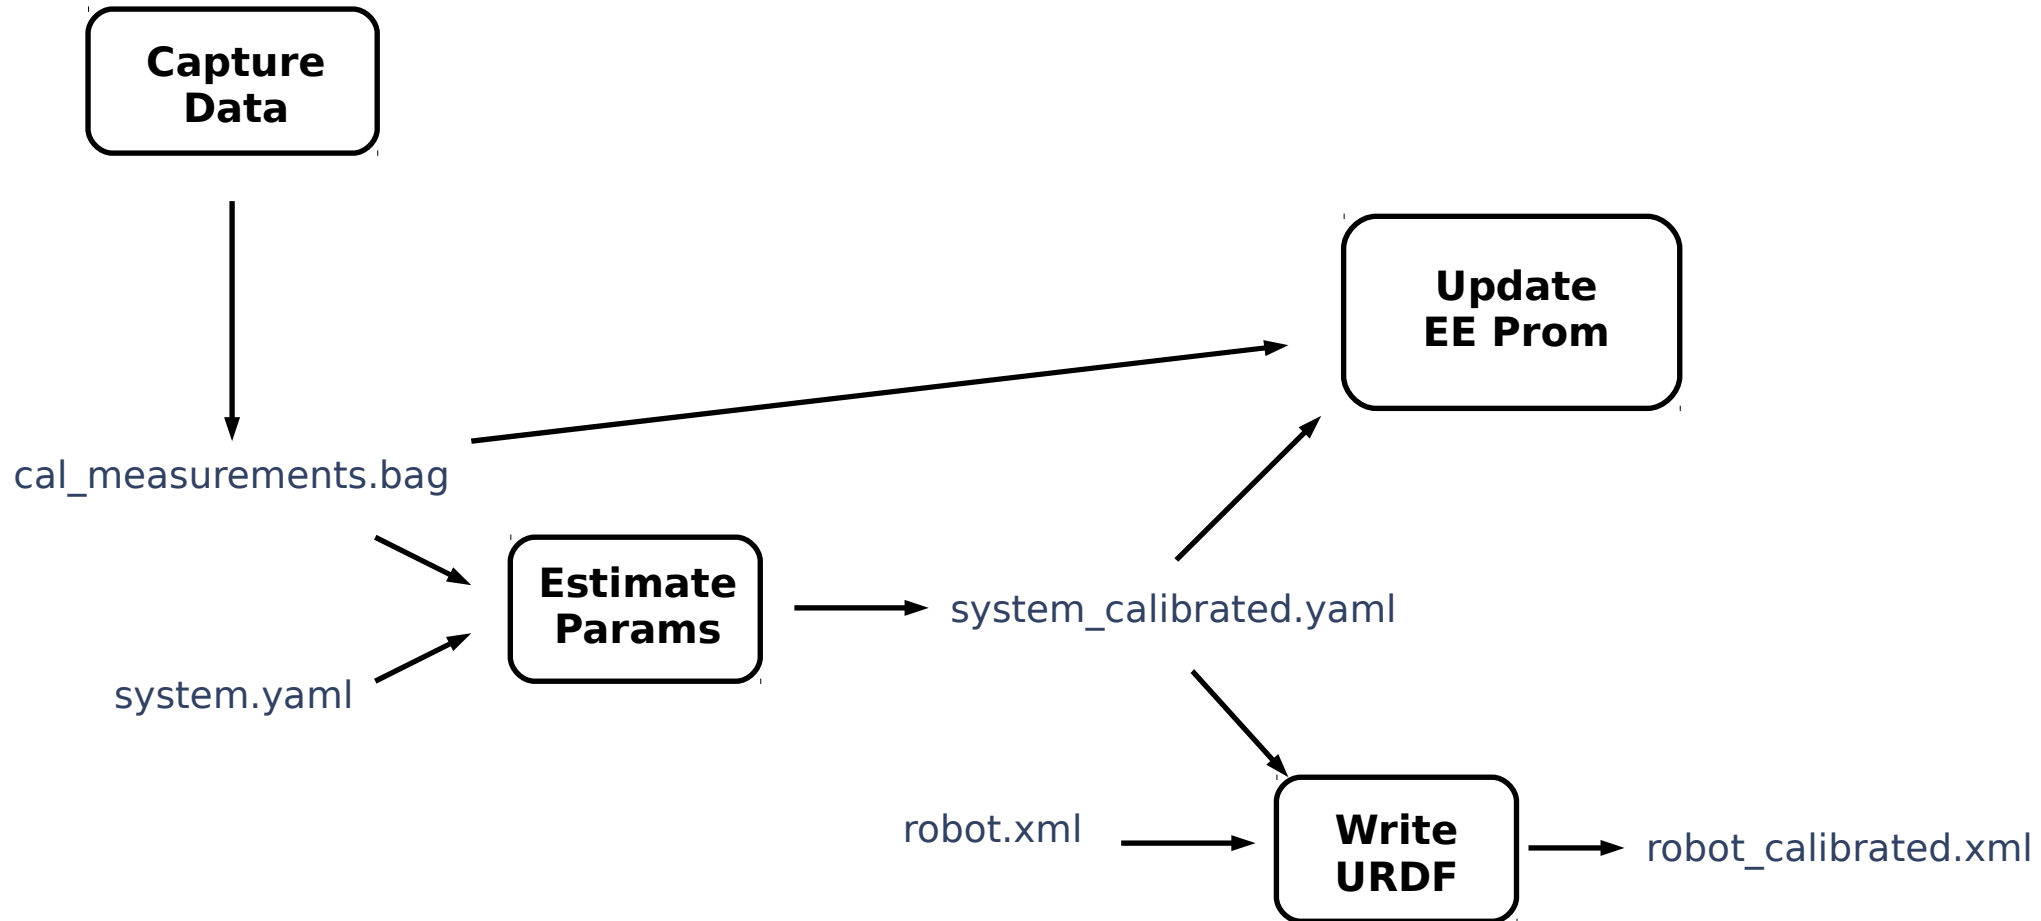 Capture
Data
Update
EE Prom
cal_measurements.bag
Estimate
Params
system_calibrated.yaml
system.yaml
robot.xml
Write
URDF
robot_calibrated.xml